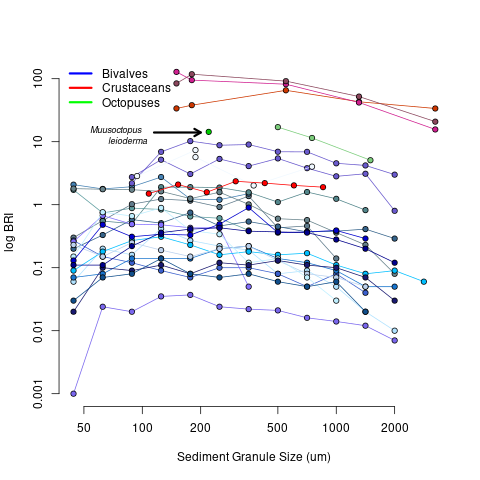 Bivalves
Crustaceans
Octopuses
Muusoctopus
leioderma
log BRI
100
10
1
0.1
0.01
0.001
50 100 200 500 1000 2000
Sediment Granule Size (um)